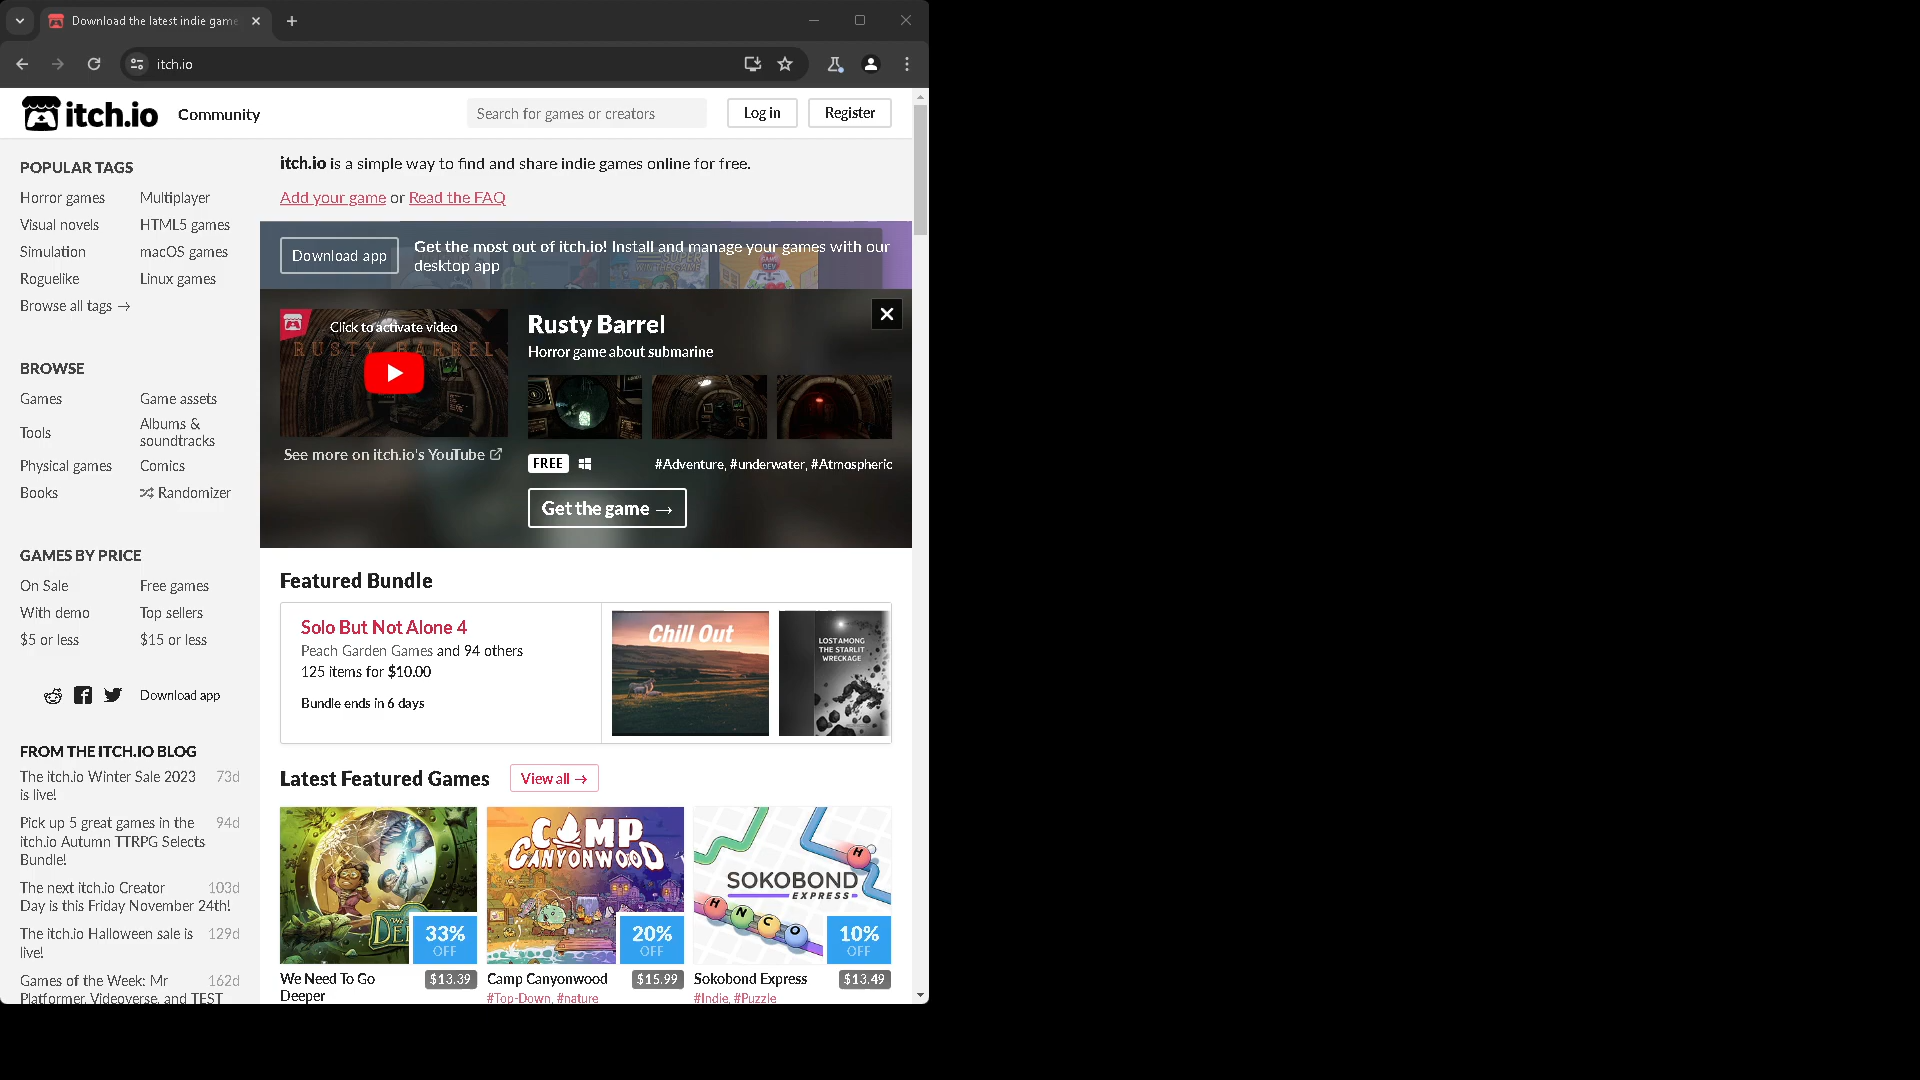 Download the latest indie game
itch.io
itch.io
Community
Search for games or creators
Log in
Register
POPULAR TAGS
Horror games
Multiplayer
Visual novels
HTML5 games
Simulation
macOS games
Roguelike
Linux games
Browse all tags →
BROWSE
Games
Game assets
Tools
Albums &
soundtracks
Physical games
Comics
Books
Randomizer
GAMES BY PRICE
On Sale
Free games
With demo
Top sellers
$5 or less
$15 or less
Download app
FROM THE ITCH.IO BLOG
The itch.io Winter Sale 2023 73d
is live!
Pick up 5 great games in the 94d
itch.io Autumn TTRPG Selects
Bundle!
The next itch.io Creator 103d
Day is this Friday November 24th!
The itch.io Halloween sale is 129d
live!
Games of the Week: Mr 162d
Platformer, Videoverse, and TEST
itch.io is a simple way to find and share indie games online for free.
Add your game or Read the FAQ
Download app
Get the most out of itch.io! Install and manage your games with our
desktop app
Click to activate video
RUSTY BARREL
See more on itch.io's YouTube
Rusty Barrel
Horror game about submarine
FREE
#Adventure, #underwater, #Atmospheric
Get the game →
Featured Bundle
Solo But Not Alone 4
Peach Garden Games and 94 others
125 items for $10.00
Bundle ends in 6 days
Chill Out
LOST AMONG
THE STARLIT
WRECKAGE
Latest Featured Games
View all →
33%
OFF
We Need To Go
Deeper
$13.39
CAMP
CANYONWOOD
20%
OFF
Camp Canyonwood
$15.99
#Top-Down, #nature
SOKOBOND
EXPRESS
H
H
N
C
O
10%
OFF
Sokobond Express
$13.49
#Indie, #Puzzle